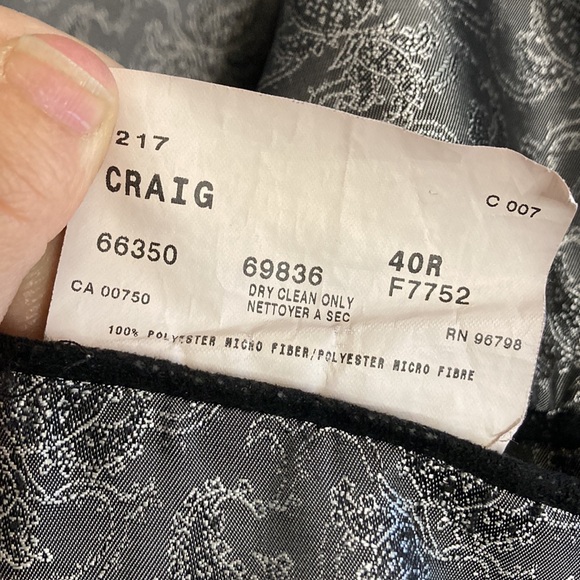 217
CRAIG
C 007
66350
69836
40R
F7752
CA 00750
DRY CLEAN ONLY
NETTOYER A SEC
RN 96798
100% POLYESTER MICRO FIBER/POLYESTER MICRO FIBRE